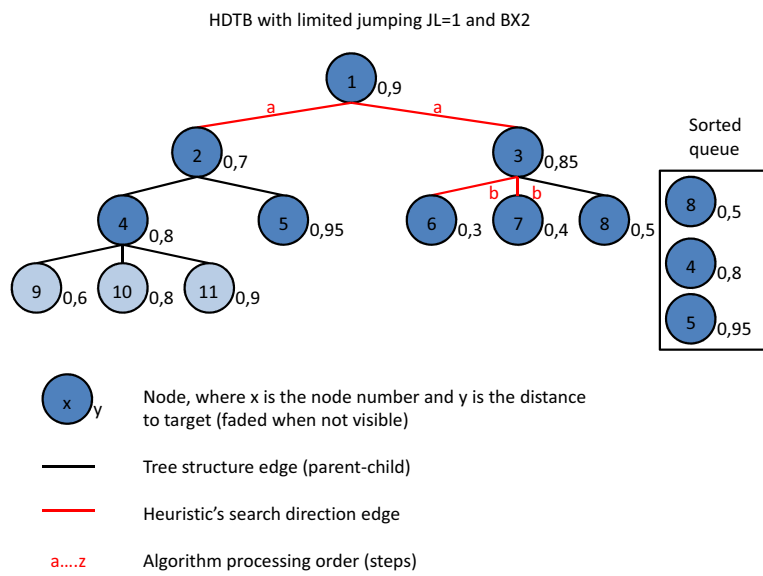 HDTB with limited jumping JL=1 and BX2
1
0,9
a
a
2
0,7
3
0,85
Sorted
queue
4
0,8
5
0,95
b
b
6
0,3
7
0,4
8
0,5
8
0,5
4
0,8
5
0,95
9
0,6
10
0,8
11
0,9
x
y
Node, where x is the node number and y is the distance
to target (faded when not visible)
Tree structure edge (parent-child)
Heuristic's search direction edge
a....z
Algorithm processing order (steps)